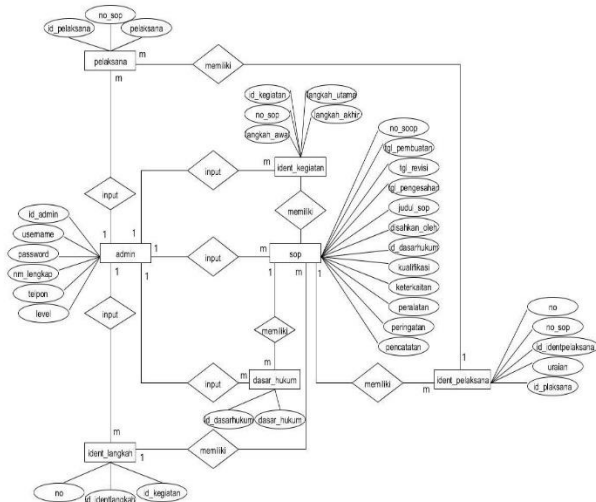 no_sop
id_pelaksana
pelaksana
pelaksana
m
m
memiliki
1
id_kegiatan
langkah_utama
no_sop
langkah_akhir
langkah_awal
no_soop
tgl_pembuatan
tgl_revisi
tgl_pengesahan
judul_sop
disahkan_oleh
id_dasarhukum
kualifikasi
keterkaitan
peralatan
peringatan
pencatatan
input
m
ident_kegiatan
memiliki
input
id_admin
username
password
nm_lengkap
telpon
level
1
1
admin
1
1
1
input
m
sop
1
m
1
input
memiliki
m
input
m
dasar_hukum
id_dasarhukum
dasar_hukum
memiliki
m
1
ident_pelaksana
no
no_sop
id_identpelaksana
uraian
id_plaksana
m
ident_langkah
m
1
memiliki
no
id_identlangkah
id_kegiatan